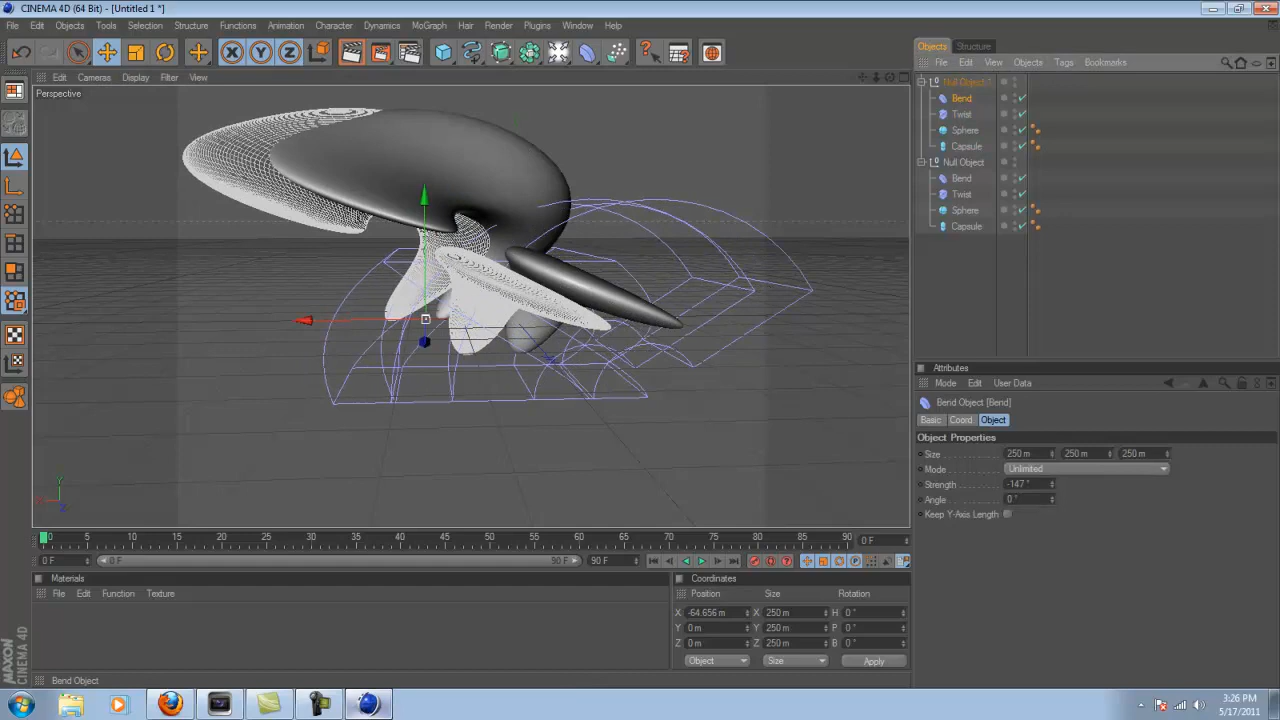 CINEMA 4D (64 Bit) - [Untitled 1 *]
File Edit Objects Tools Selection Structure Functions Animation Character Dynamics MoGraph Hair Render Plugins Window Help
X Y Z
Edit Cameras Display Filter View
Perspective
Y
Z
0 5 10 15 20 25 30 35 40 45 50 55 60 65 70 75 80 85 90 0 F
0 F 0 F 90 F 90 F
Materials
File Edit Function Texture
Coordinates
Position Size Rotation
X -64.656 m X 250 m H 0 °
Y 0 m Y 250 m P 0 °
Z 0 m Z 250 m B 0 °
Object Size Apply
Bend Object
MAXON
CINEMA 4D
Objects Structure
File Edit View Objects Tags Bookmarks
Null Object.1
Bend
Twist
Sphere
Capsule
Null Object
Bend
Twist
Sphere
Capsule
Attributes
Mode Edit User Data
Bend Object [Bend]
Basic Coord. Object
Object Properties
Size 250 m 250 m 250 m
Mode Unlimited
Strength -147 °
Angle 0 °
Keep Y-Axis Length
3:26 PM
5/17/2011